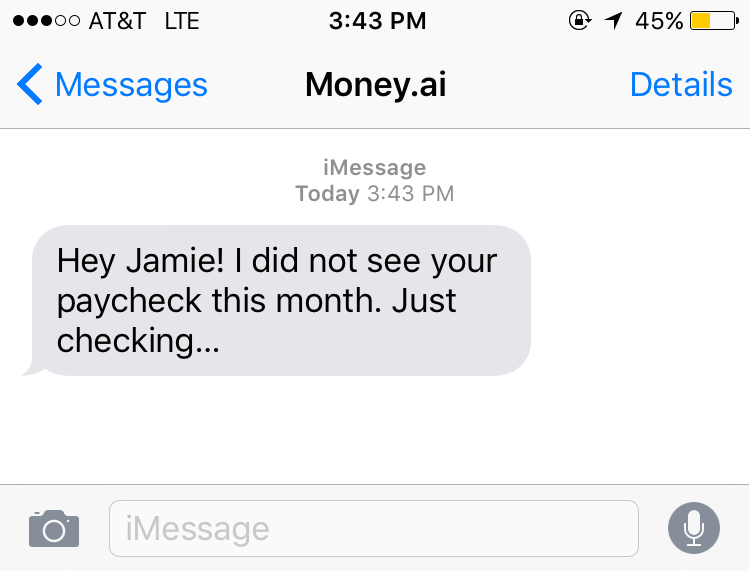 AT&T LTE 3:43 PM 45%
Messages Money.ai Details
iMessage
Today 3:43 PM
Hey Jamie! I did not see your
paycheck this month. Just
checking...
iMessage